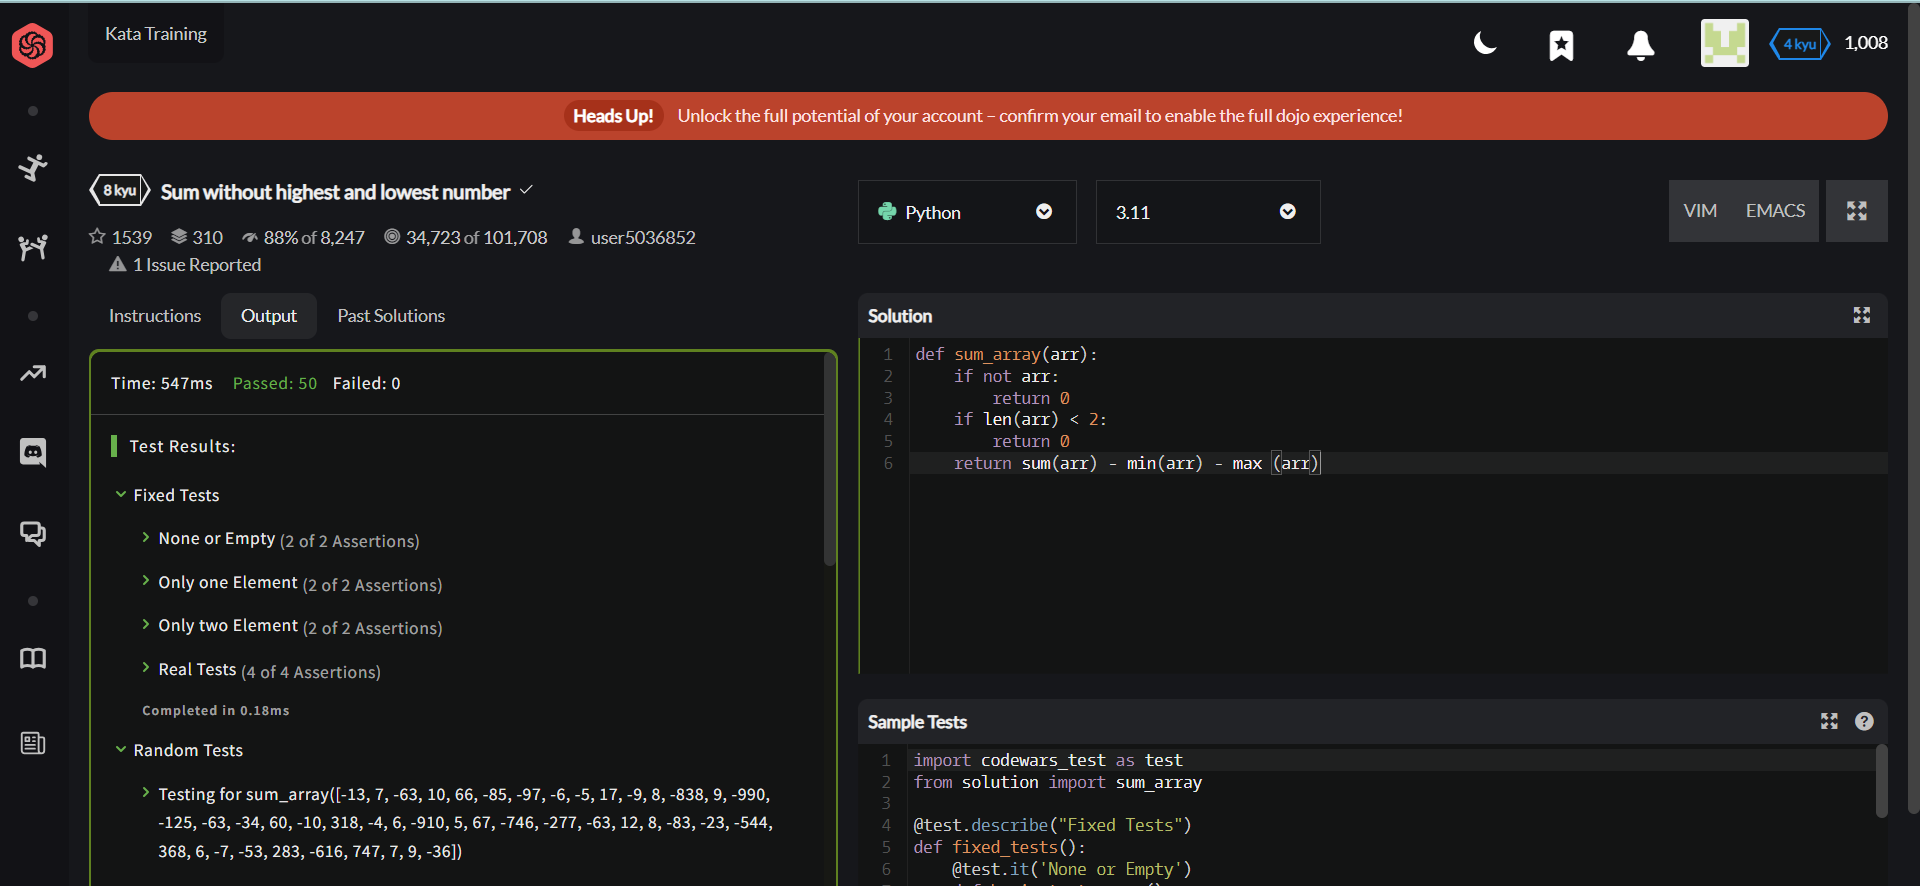 Kata Training
4 kyu 1,008
Heads Up! Unlock the full potential of your account – confirm your email to enable the full dojo experience!
8 kyu Sum without highest and lowest number
1539 310 88% of 8,247 34,723 of 101,708 user5036852
1 Issue Reported
Python 3.11 VIM EMACS
Instructions Output Past Solutions
Time: 547ms Passed: 50 Failed: 0
Test Results:
Fixed Tests
None or Empty (2 of 2 Assertions)
Only one Element (2 of 2 Assertions)
Only two Element (2 of 2 Assertions)
Real Tests (4 of 4 Assertions)
Completed in 0.18ms
Random Tests
Testing for sum_array([-13, 7, -63, 10, 66, -85, -97, -6, -5, 17, -9, 8, -838, 9, -990,
-125, -63, -34, 60, -10, 318, -4, 6, -910, 5, 67, -746, -277, -63, 12, 8, -83, -23, -544,
368, 6, -7, -53, 283, -616, 747, 7, 9, -36])
Solution
1 def sum_array(arr):
2     if not arr:
3         return 0
4     if len(arr) < 2:
5         return 0
6     return sum(arr) - min(arr) - max (arr)
Sample Tests
1 import codewars_test as test
2 from solution import sum_array
3
4 @test.describe("Fixed Tests")
5 def fixed_tests():
6     @test.it('None or Empty')